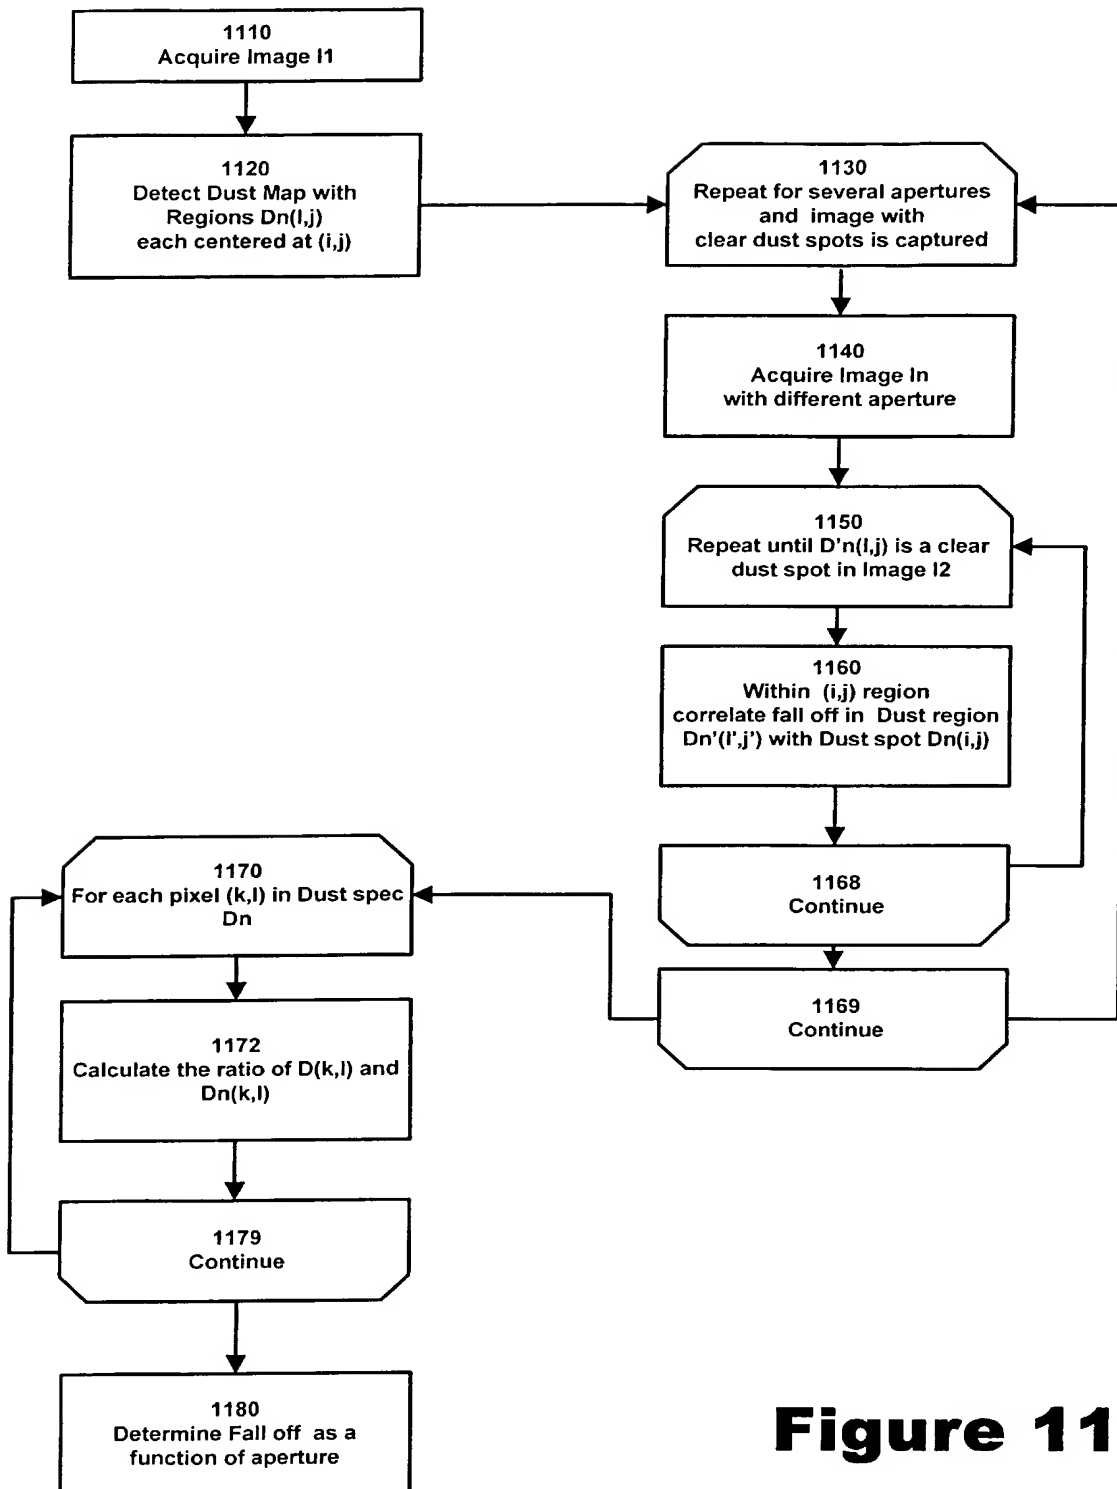 1110
Acquire Image I1
1120
Detect Dust Map with
Regions Dn(I,j)
each centered at (i,j)
1130
Repeat for several apertures
and image with
clear dust spots is captured
1140
Acquire Image In
with different aperture
1150
Repeat until D'n(I,j) is a clear
dust spot in Image I2
1160
Within (i,j) region
correlate fall off in Dust region
Dn'(I',j') with Dust spot Dn(i,j)
1168
Continue
1169
Continue
1170
For each pixel (k,l) in Dust spec
Dn
1172
Calculate the ratio of D(k,l) and
Dn(k,l)
1179
Continue
1180
Determine Fall off as a
function of aperture
Figure 11